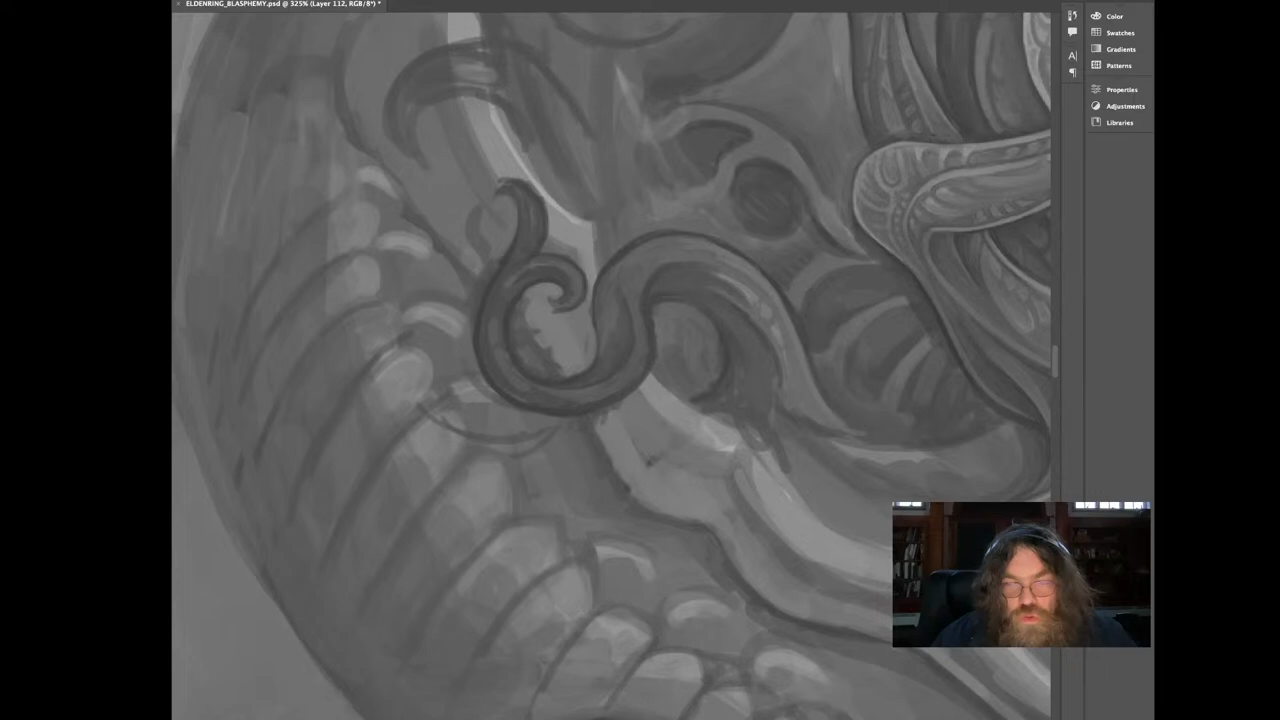 × ELDENRING_BLASPHEMY.psd @ 325% (Layer 112, RGB/8*) *
Color
Swatches
Gradients
Patterns
Properties
Adjustments
Libraries